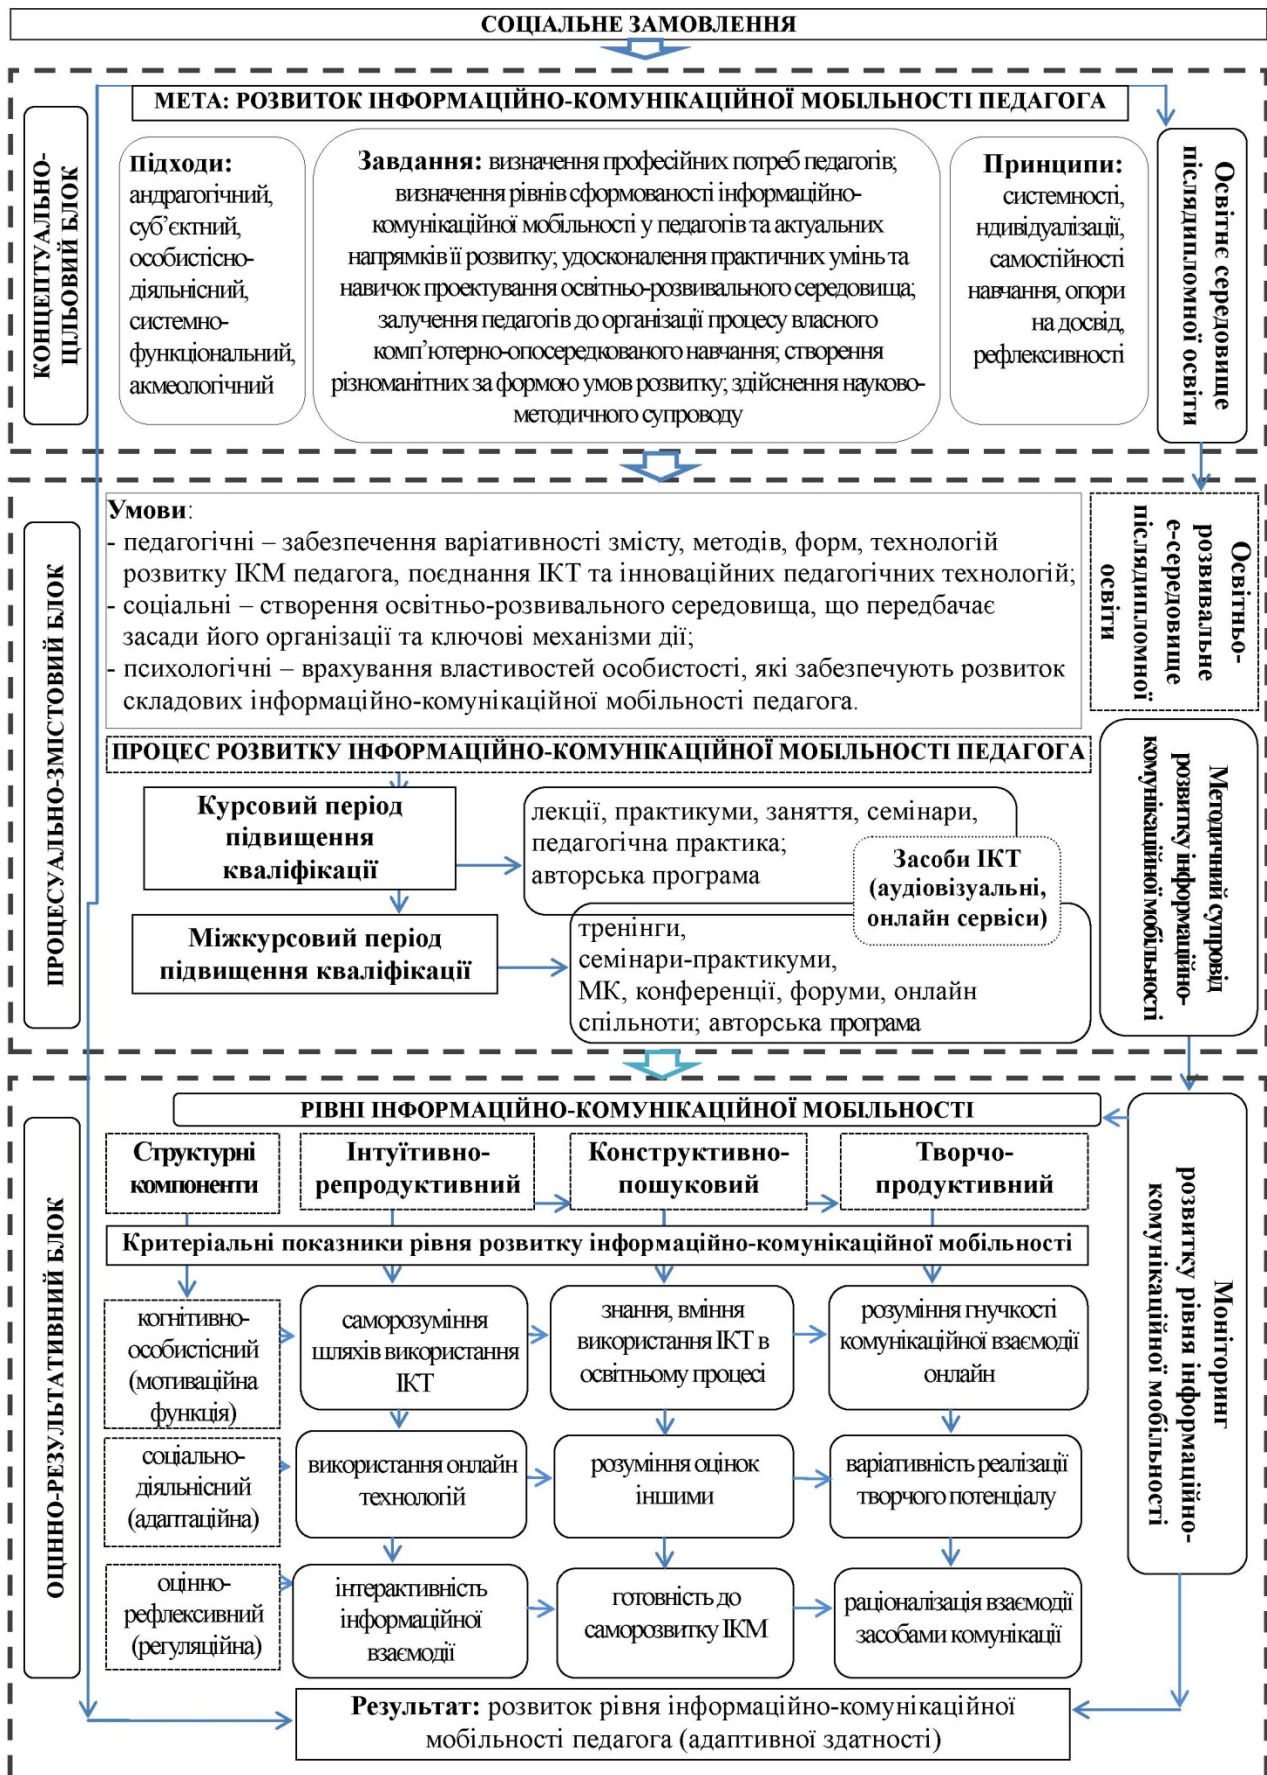 СОЦІАЛЬНЕ ЗАМОВЛЕННЯ
КОНЦЕПТУАЛЬНО-
ЦІЛЬОВИЙ БЛОК
МЕТА: РОЗВИТОК ІНФОРМАЦІЙНО-КОМУНІКАЦІЙНОЇ МОБІЛЬНОСТІ ПЕДАГОГА
Підходи:
андрагогічний,
суб’єктний,
особистісно-
діяльнісний,
системно-
функціональний,
акмеологічний
Завдання: визначення професійних потреб педагогів;
визначення рівнів сформованості інформаційно-
комунікаційної мобільності у педагогів та актуальних
напрямків її розвитку; удосконалення практичних умінь та
навичок проектування освітньо-розвивального середовища;
залучення педагогів до організації процесу власного
комп’ютерно-опосередкованого навчання; створення
різноманітних за формою умов розвитку; здійснення науково-
методичного супроводу
Принципи:
системності,
ндивідуалізації,
самостійності
навчання, опори
на досвід,
рефлексивності
Освітнє середовище
післядипломної освіти
ПРОЦЕСУАЛЬНО-ЗМІСТОВИЙ БЛОК
Умови:
- педагогічні – забезпечення варіативності змісту, методів, форм, технологій
розвитку ІКМ педагога, поєднання ІКТ та інноваційних педагогічних технологій;
- соціальні – створення освітньо-розвивального середовища, що передбачає
засади його організації та ключові механізми дії;
- психологічні – врахування властивостей особистості, які забезпечують розвиток
складових інформаційно-комунікаційної мобільності педагога.
Освітньо-
розвивальне
е-середовище
післядипломної
освіти
ПРОЦЕС РОЗВИТКУ ІНФОРМАЦІЙНО-КОМУНІКАЦІЙНОЇ МОБІЛЬНОСТІ ПЕДАГОГА
Курсовий період
підвищення
кваліфікації
лекції, практикуми, заняття, семінари,
педагогічна практика;
авторська програма
Засоби ІКТ
(аудіовізуальні,
онлайн сервіси)
Міжкурсовий період
підвищення кваліфікації
тренінги,
семінари-практикуми,
МК, конференції, форуми, онлайн
спільноти; авторська програма
Методичний супровід
розвитку інформаційно-
комунікаційної мобільності
ОЦІННО-РЕЗУЛЬТАТИВНИЙ БЛОК
РІВНІ ІНФОРМАЦІЙНО-КОМУНІКАЦІЙНОЇ МОБІЛЬНОСТІ
Структурні
компоненти
Інтуїтивно-
репродуктивний
Конструктивно-
пошуковий
Творчо-
продуктивний
Критеріальні показники рівня розвитку інформаційно-комунікаційної мобільності
когнитивно-
особистісний
(мотиваційна
функція)
саморозуміння
шляхів використання
ІКТ
знання, вміння
використання ІКТ в
освітньому процесі
розуміння гнучкості
комунікаційної взаємодії
онлайн
соціально-
діяльнісний
(адаптаційна)
використання онлайн
технологій
розуміння оцінок
іншими
варіативність реалізації
творчого потенціалу
оцінно-
рефлексивний
(регуляційна)
інтерактивність
інформаційної
взаємодії
готовність до
саморозвитку ІКМ
раціоналізація взаємодії
засобами комунікації
Моніторинг
розвитку рівня інформаційно-
комунікаційної мобільності
Результат: розвиток рівня інформаційно-комунікаційної
мобільності педагога (адаптивної здатності)